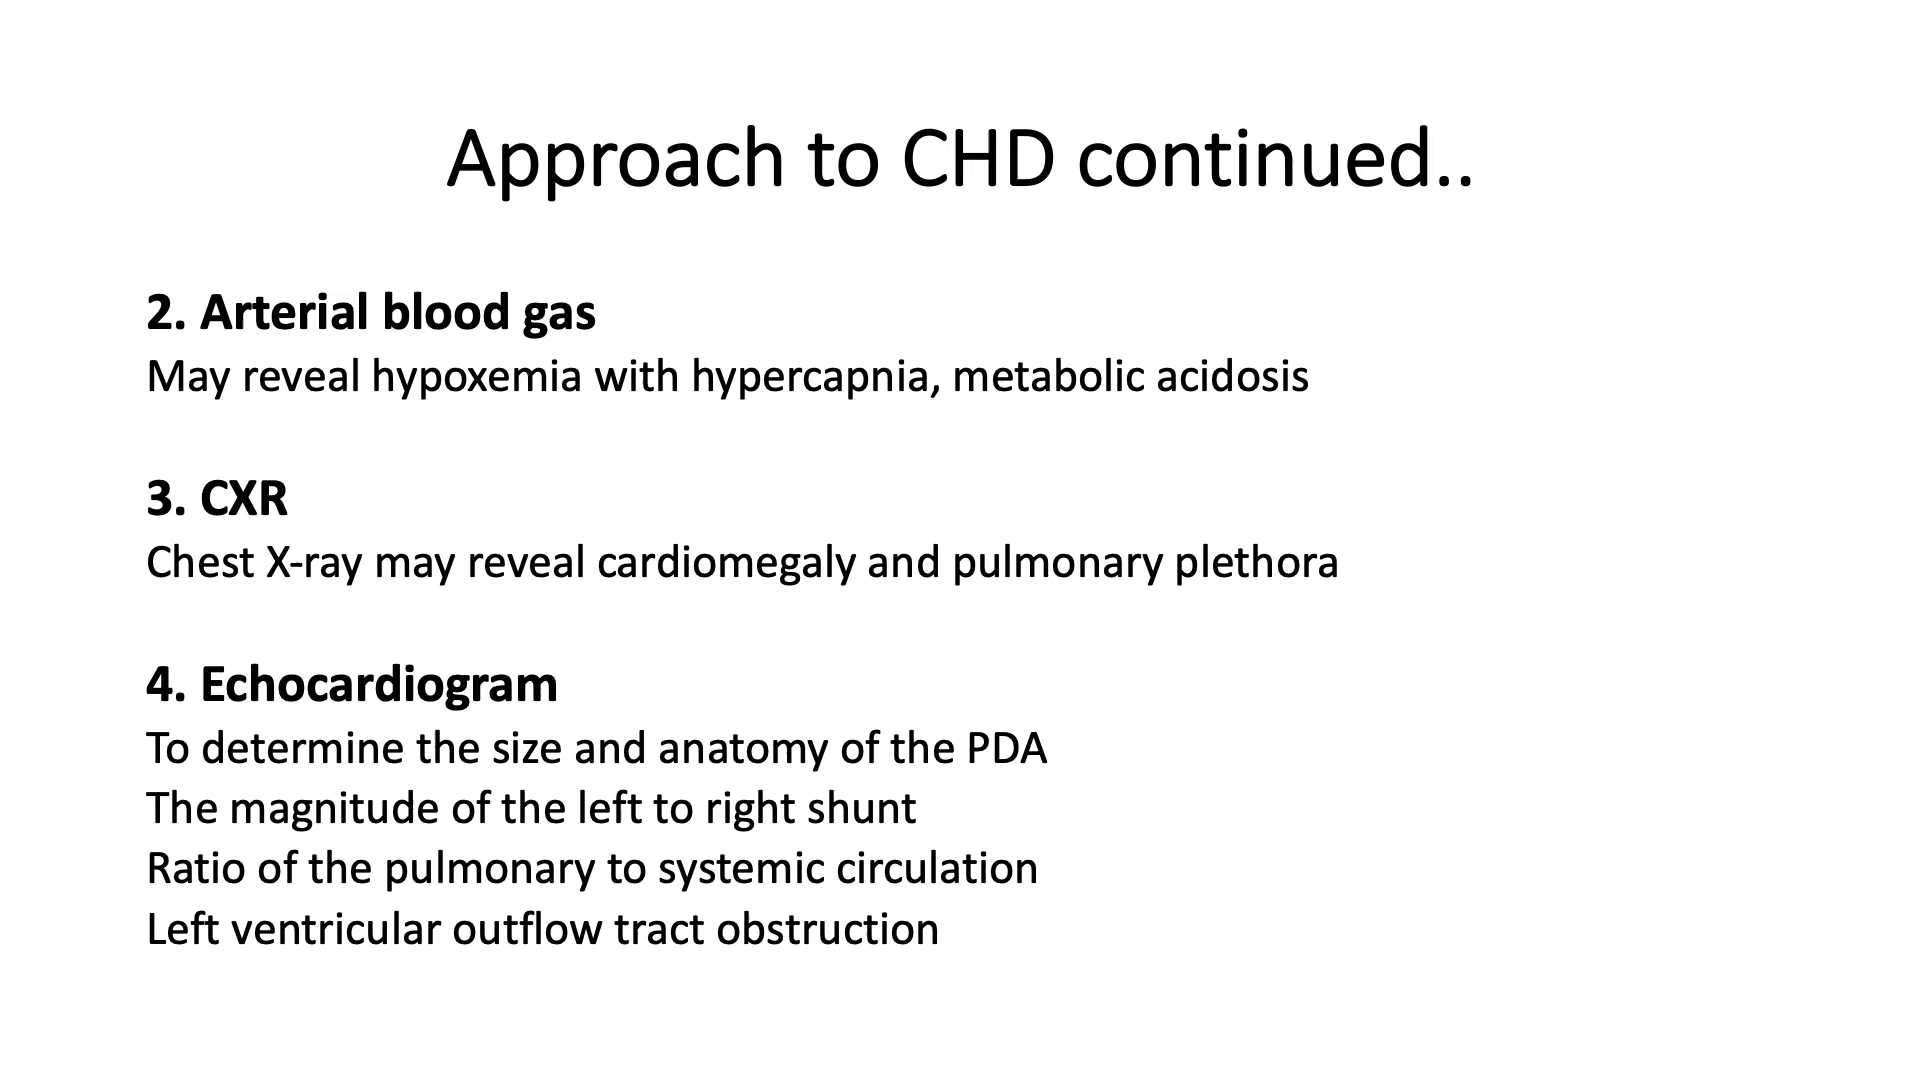 Approach to CHD continued..
2. Arterial blood gas
May reveal hypoxemia with hypercapnia, metabolic acidosis
3. CXR
Chest X-ray may reveal cardiomegaly and pulmonary plethora
4. Echocardiogram
To determine the size and anatomy of the PDA
The magnitude of the left to right shunt
Ratio of the pulmonary to systemic circulation
Left ventricular outflow tract obstruction